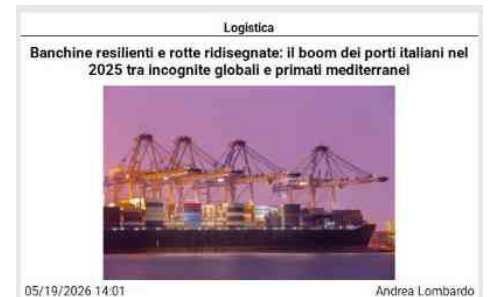 Logistica
Banchine resilienti e rotte ridisegnate: il boom dei porti italiani nel
2025 tra incognite globali e primati mediterranei
05/19/2026 14:01
Andrea Lombardo